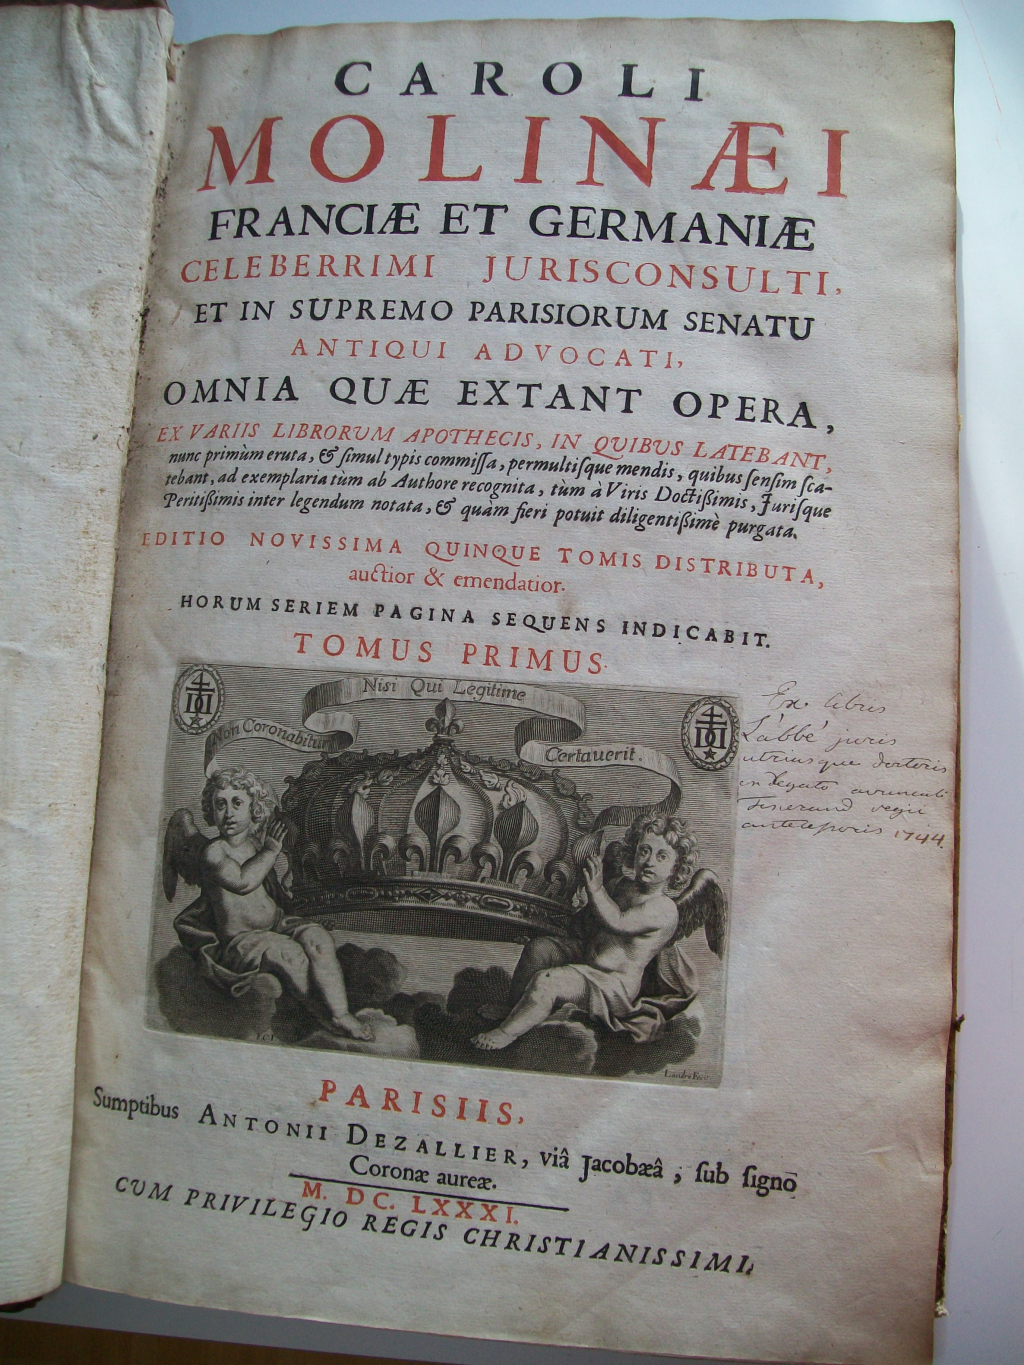 CAROLI
MOLINÆI
FRANCIÆ ET GERMANIÆ
CELEBERRIMI JURISCONSULTI,
ET IN SUPREMO PARISIORUM SENATU
ANTIQUI ADVOCATI,
OMNIA QUÆ EXTANT OPERA,
EX VARIIS LIBRORUM APOTHECIS, IN QUIBUS LATEBANT,
nunc primùm eruta, & ſimul typis commiſſa, permultiſque mendis, quibus ſenſim ſca-
tebant, ad exemplaria tùm ab Authore recognita, tùm à Viris Doctißimis, Juriſque
Peritißimis inter legendum notata, & quàm fieri potuit diligentißimè purgata.
EDITIO NOVISSIMA QUINQUE TOMIS DISTRIBUTA,
auctior & emendatior.
HORUM SERIEM PAGINA SEQUENS INDICABIT.
TOMUS PRIMUS.
Non Coronabitur
Nisi Qui Legitime
Certauerit.
Ex libris
Labbé juris
utriusque doctoris
1744.
PARISIIS,
Sumptibus ANTONII DEZALLIER, viâ Jacobæâ, ſub ſigno
Coronæ aureæ.
M. DC. LXXXI.
CUM PRIVILEGIO REGIS CHRISTIANISSIMI.